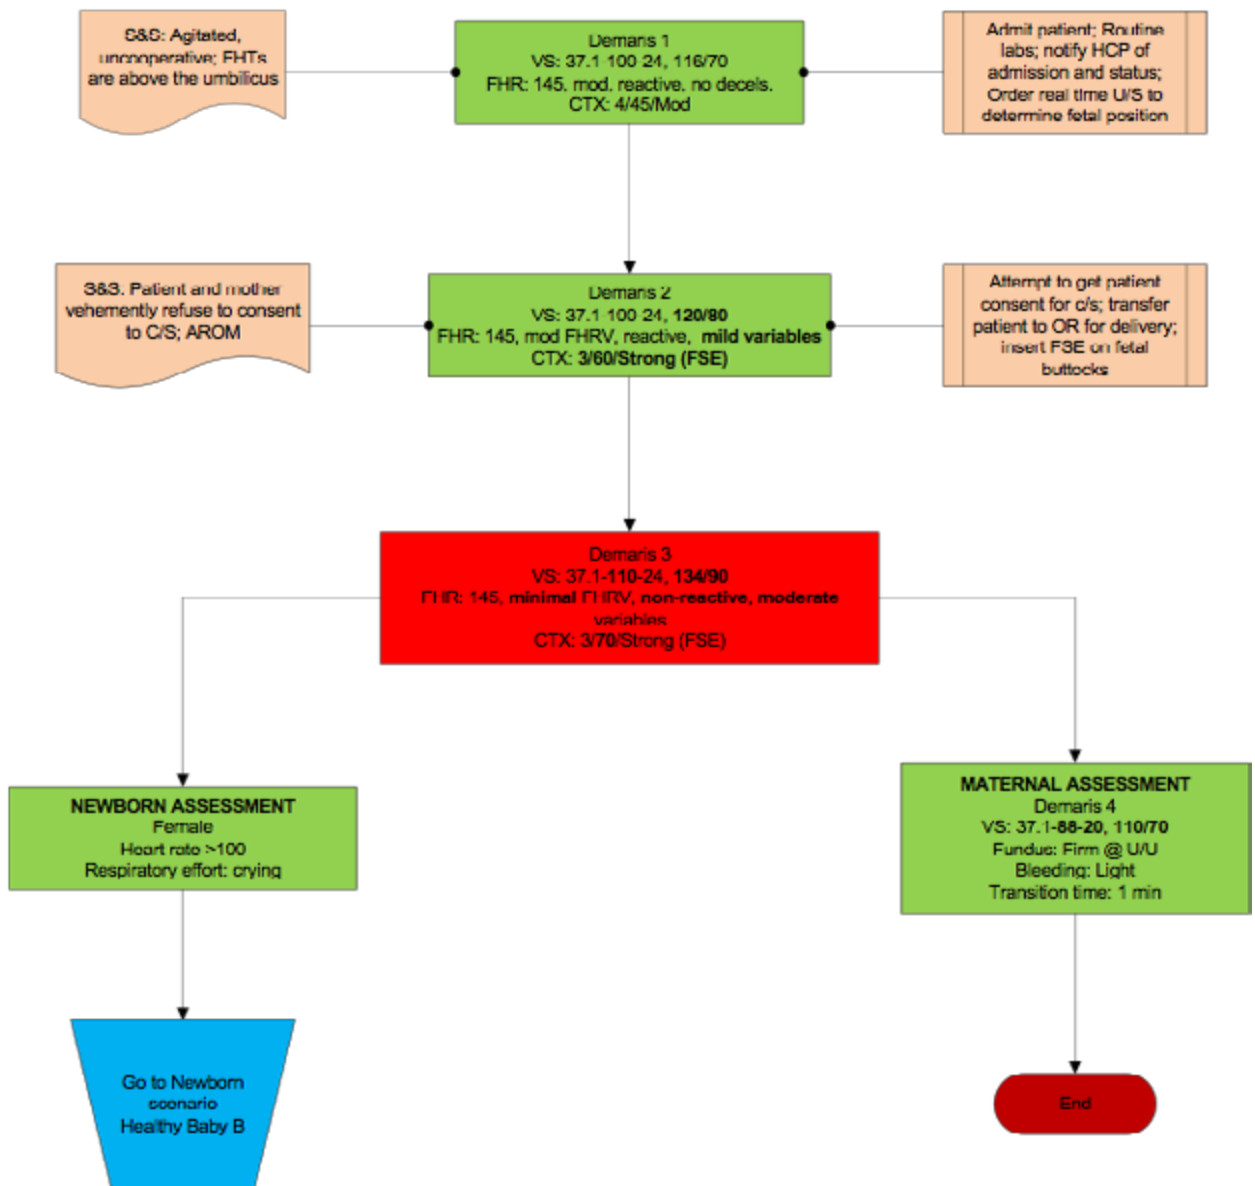 S&S: Agitated,
uncooperative; FHTs
are above the umbilicus
Demaris 1
VS: 37.1-100-24, 116/70
FHR: 145, mod, reactive, no decels.
CTX: 4/45/Mod
Admit patient; Routine
labs; notify HCP of
admission and status;
Order real time U/S to
determine fetal position
S&S: Patient and mother
vehemently refuse to consent
to C/S; AROM
Demaris 2
VS: 37.1-100-24, 120/80
FHR: 145, mod FHRV, reactive, mild variables
CTX: 3/60/Strong (FSE)
Attempt to get patient
consent for c/s; transfer
patient to OR for delivery;
insert FSE on fetal
buttocks
Demaris 3
VS: 37.1-110-24, 134/90
FHR: 145, minimal FHRV, non-reactive, moderate
variables
CTX: 3/70/Strong (FSE)
NEWBORN ASSESSMENT
Female
Heart rate >100
Respiratory effort: crying
MATERNAL ASSESSMENT
Demaris 4
VS: 37.1-88-20, 110/70
Fundus: Firm @ U/U
Bleeding: Light
Transition time: 1 min
Go to Newborn
scenario
Healthy Baby B
End